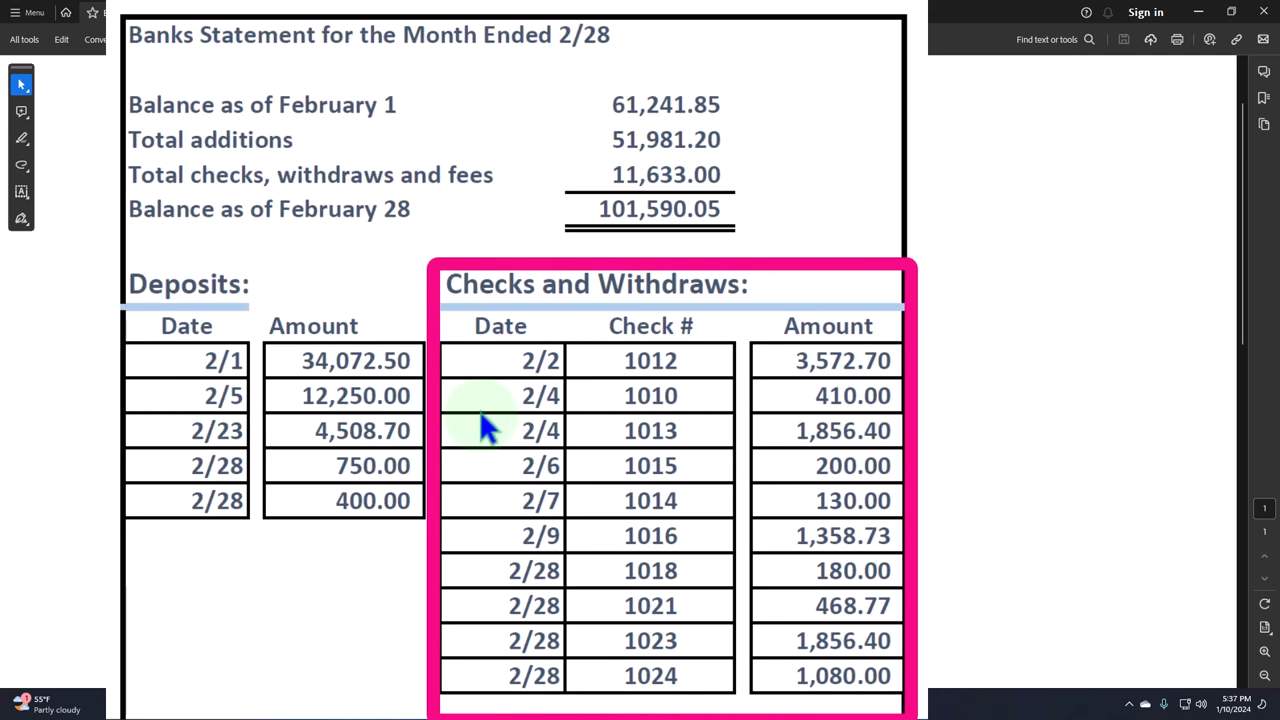 Menu
Sign in
All tools
Edit
Conve
Find text or tools
Banks Statement for the Month Ended 2/28
Balance as of February 1 61,241.85
Total additions 51,981.20
Total checks, withdraws and fees 11,633.00
Balance as of February 28 101,590.05
Deposits:
Date Amount
2/1 34,072.50
2/5 12,250.00
2/23 4,508.70
2/28 750.00
2/28 400.00
Checks and Withdraws:
Date Check # Amount
2/2 1012 3,572.70
2/4 1010 410.00
2/4 1013 1,856.40
2/6 1015 200.00
2/7 1014 130.00
2/9 1016 1,358.73
2/28 1018 180.00
2/28 1021 468.77
2/28 1023 1,856.40
2/28 1024 1,080.00
1
1
1
55°F
Partly cloudy
5:37 PM
1/10/2024